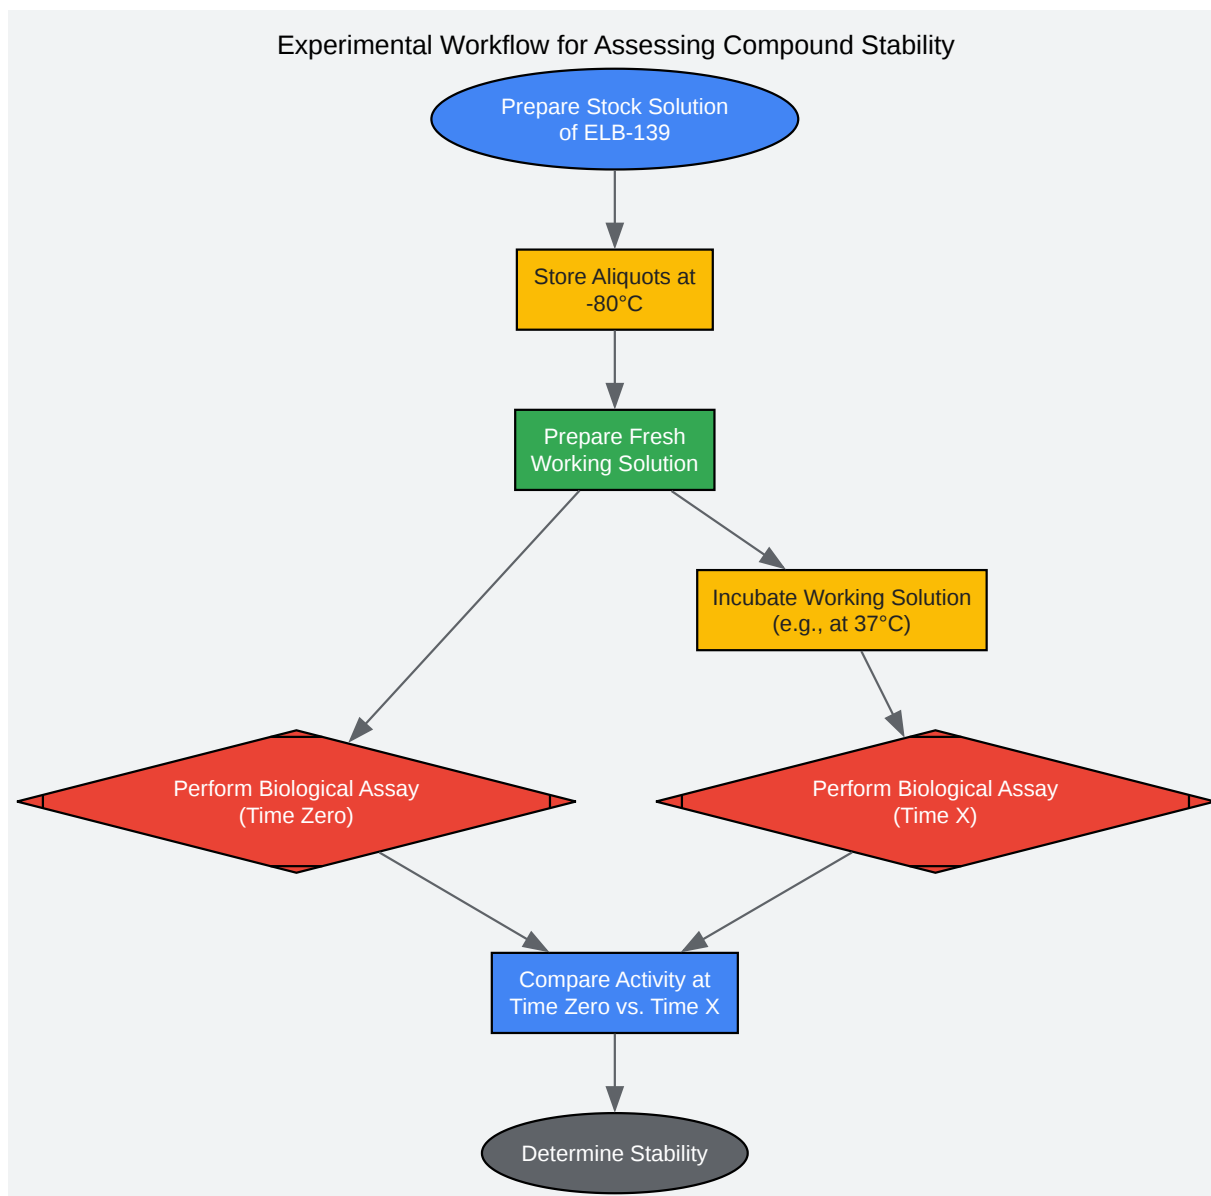 Experimental Workflow for Assessing Compound Stability
Prepare Stock Solution
of ELB-139
Store Aliquots at
-80°C
Prepare Fresh
Working Solution
Incubate Working Solution
(e.g., at 37°C)
Perform Biological Assay
(Time Zero)
Perform Biological Assay
(Time X)
Compare Activity at
Time Zero vs. Time X
Determine Stability